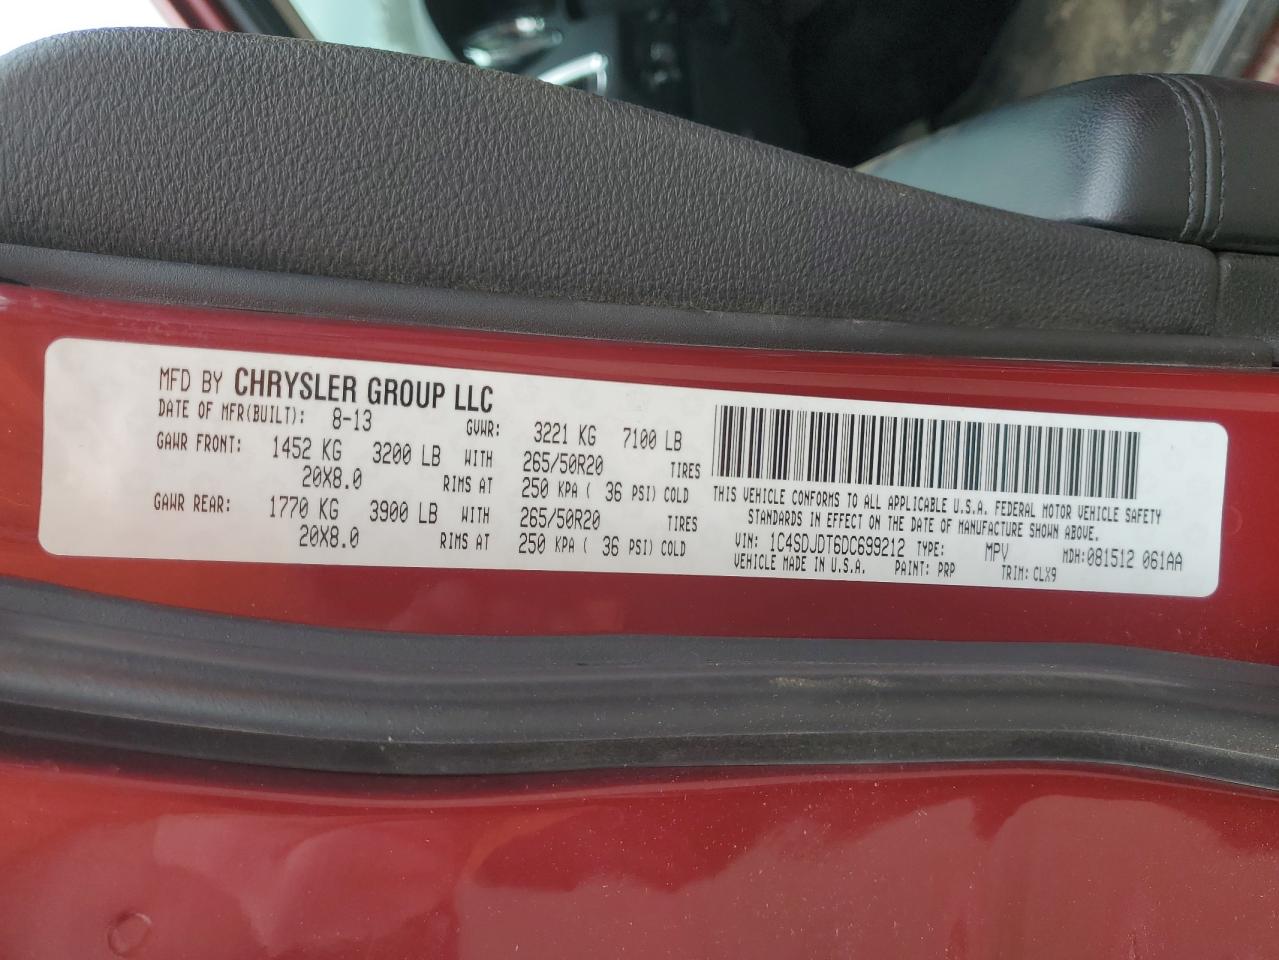 MFD BY CHRYSLER GROUP LLC
DATE OF MFR(BUILT): 8-13 GVWR: 3221 KG 7100 LB
GAWR FRONT: 1452 KG 3200 LB WITH 265/50R20 TIRES
20X8.0 RIMS AT 250 KPA ( 36 PSI) COLD
GAWR REAR: 1770 KG 3900 LB WITH 265/50R20 TIRES
20X8.0 RIMS AT 250 KPA ( 36 PSI) COLD
THIS VEHICLE CONFORMS TO ALL APPLICABLE U.S.A. FEDERAL MOTOR VEHICLE SAFETY
STANDARDS IN EFFECT ON THE DATE OF MANUFACTURE SHOWN ABOVE.
VIN: 1C4SDJDT6DC699212 TYPE: MPV MDH:081512 061AA
VEHICLE MADE IN U.S.A. PAINT: PRP TRIM: CLX9